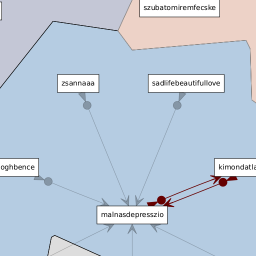 szubatomiremfecske
zsannaaa
sadlifebeautifullove
oghbence
kimondatla
malnasdepresszio